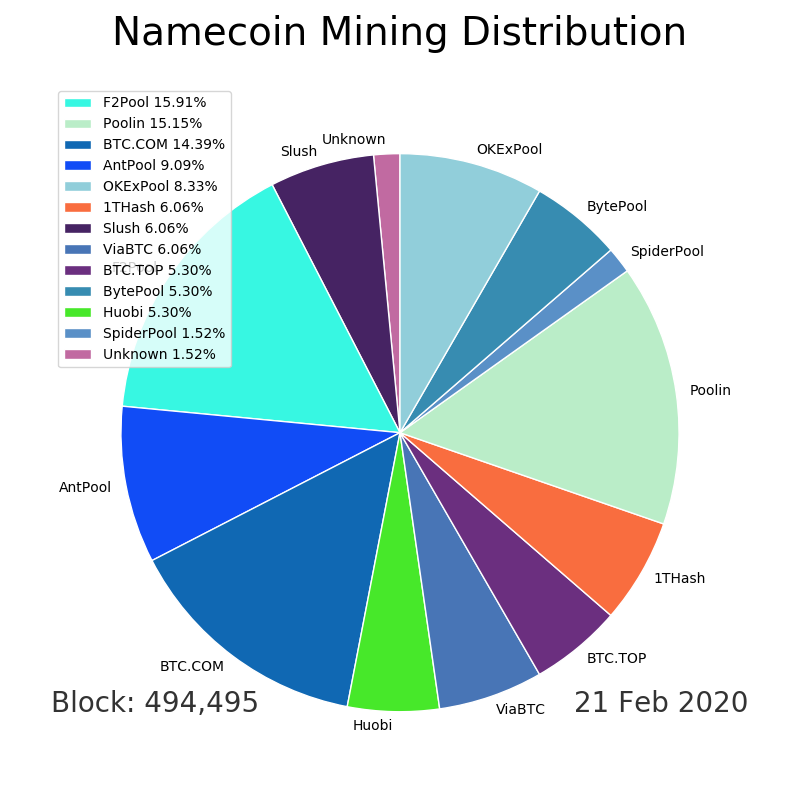 Namecoin Mining Distribution
F2Pool 15.91%
Poolin 15.15%
BTC.COM 14.39%
AntPool 9.09%
OKExPool 8.33%
1THash 6.06%
Slush 6.06%
ViaBTC 6.06%
BTC.TOP 5.30%
BytePool 5.30%
Huobi 5.30%
SpiderPool 1.52%
Unknown 1.52%
Unknown
Slush
OKExPool
BytePool
SpiderPool
F2Pool
Poolin
AntPool
1THash
BTC.COM
BTC.TOP
Huobi
ViaBTC
Block: 494,495
21 Feb 2020